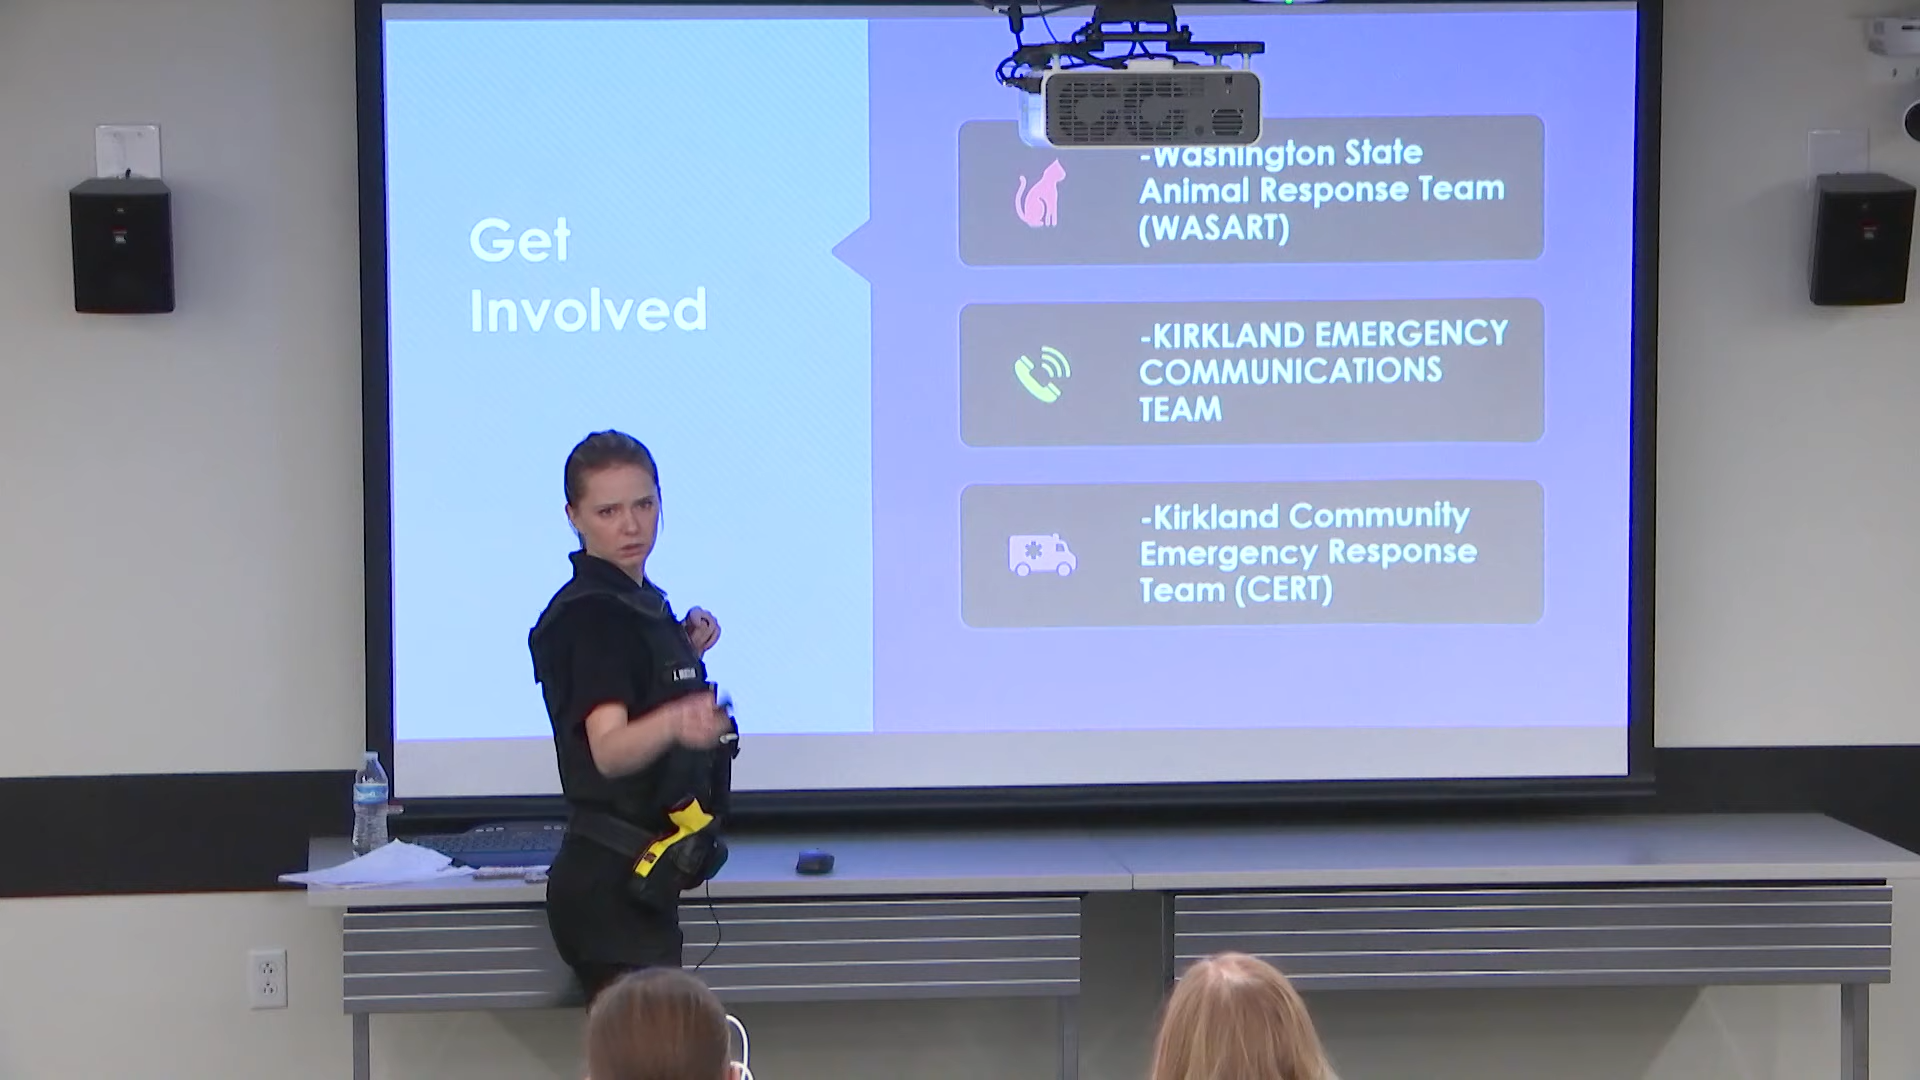 Get
Involved
-Washington State
Animal Response Team
(WASART)
-KIRKLAND EMERGENCY
COMMUNICATIONS
TEAM
-Kirkland Community
Emergency Response
Team (CERT)